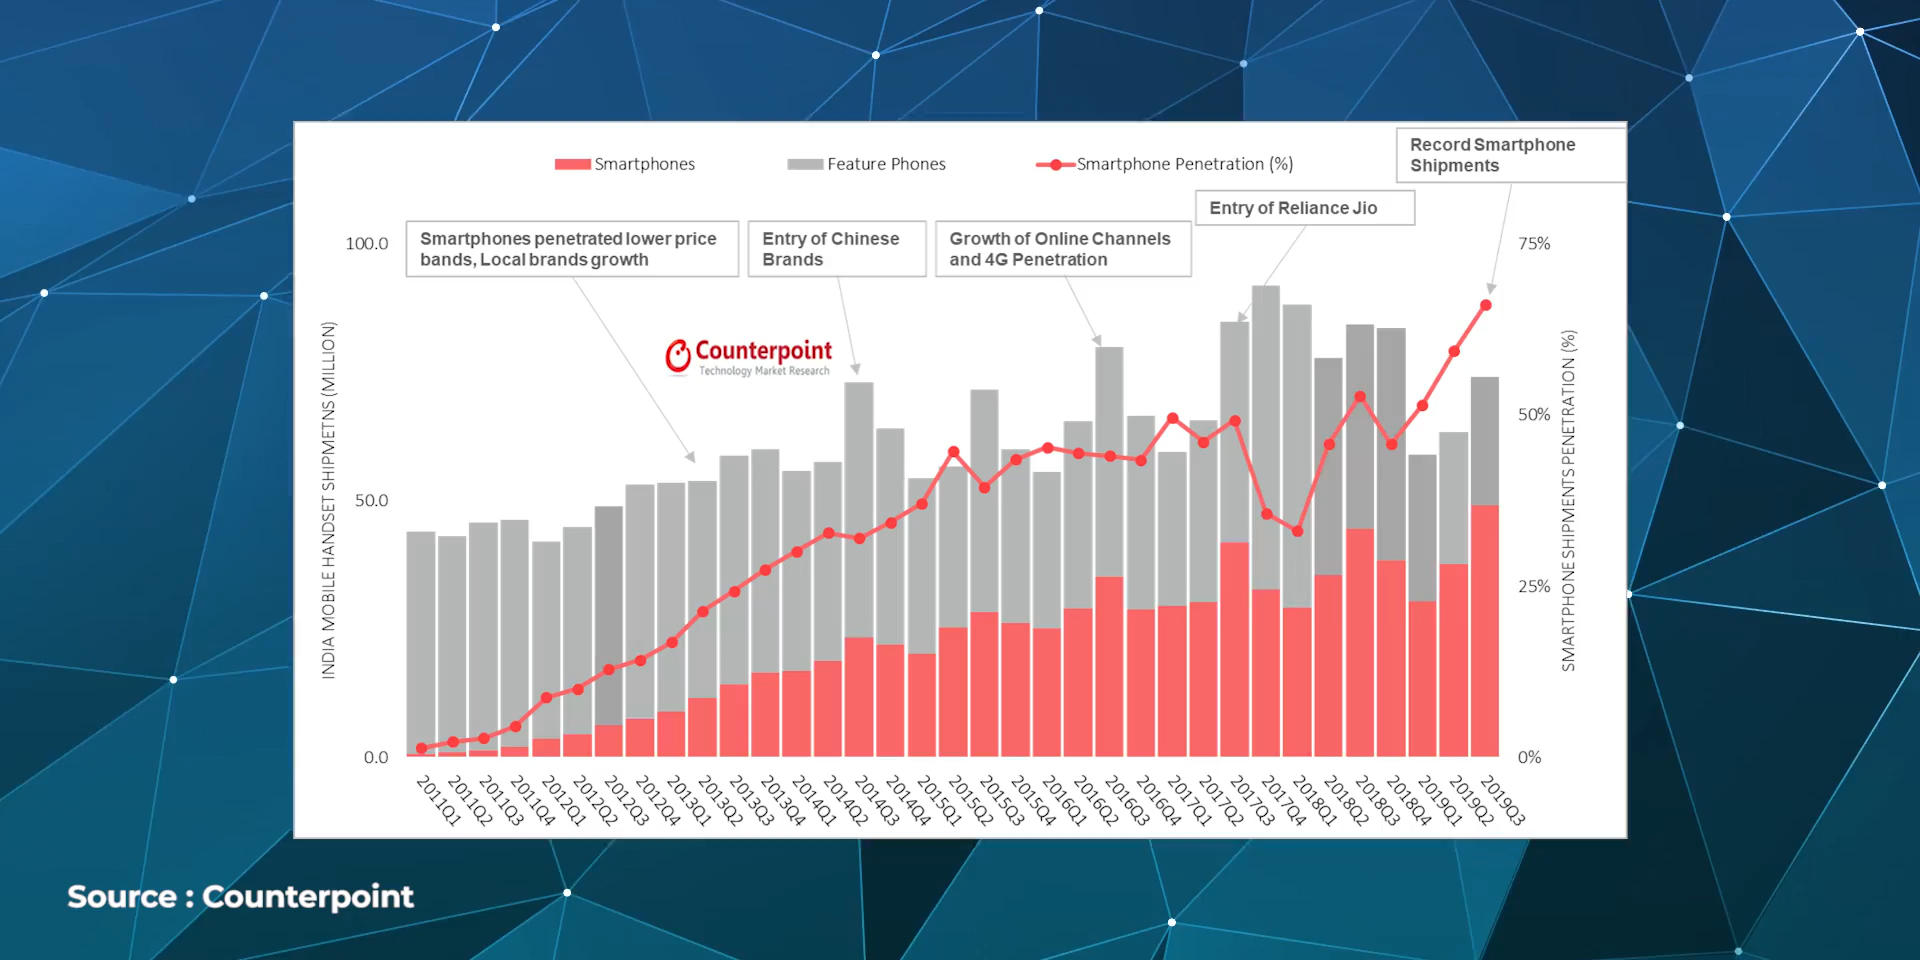 Record Smartphone
Shipments
Smartphones
Feature Phones
Smartphone Penetration (%)
Entry of Reliance Jio
Smartphones penetrated lower price
bands, Local brands growth
Entry of Chinese
Brands
Growth of Online Channels
and 4G Penetration
100.0
50.0
0.0
75%
50%
25%
0%
INDIA MOBILE HANDSET SHIPMETNS (MILLION)
SMARTPHONE SHIPMENTS PENETRATION (%)
Counterpoint
Technology Market Research
2011Q1
2011Q2
2011Q3
2011Q4
2012Q1
2012Q2
2012Q3
2012Q4
2013Q1
2013Q2
2013Q3
2013Q4
2014Q1
2014Q2
2014Q3
2014Q4
2015Q1
2015Q2
2015Q3
2015Q4
2016Q1
2016Q2
2016Q3
2016Q4
2017Q1
2017Q2
2017Q3
2017Q4
2018Q1
2018Q2
2018Q3
2018Q4
2019Q1
2019Q2
2019Q3
Source : Counterpoint